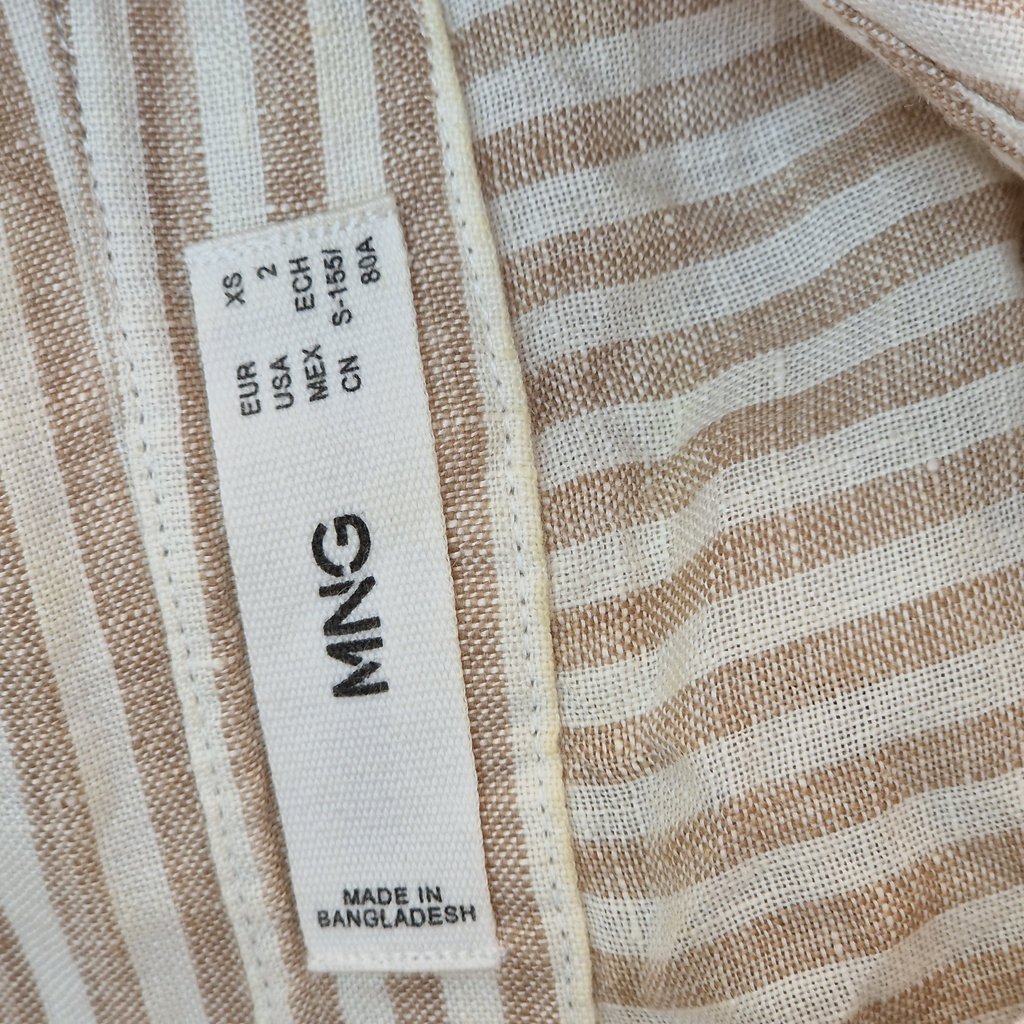 EUR XS
USA 2
MEX ECH
CN S-155/
80A
MNG
MADE IN
BANGLADESH